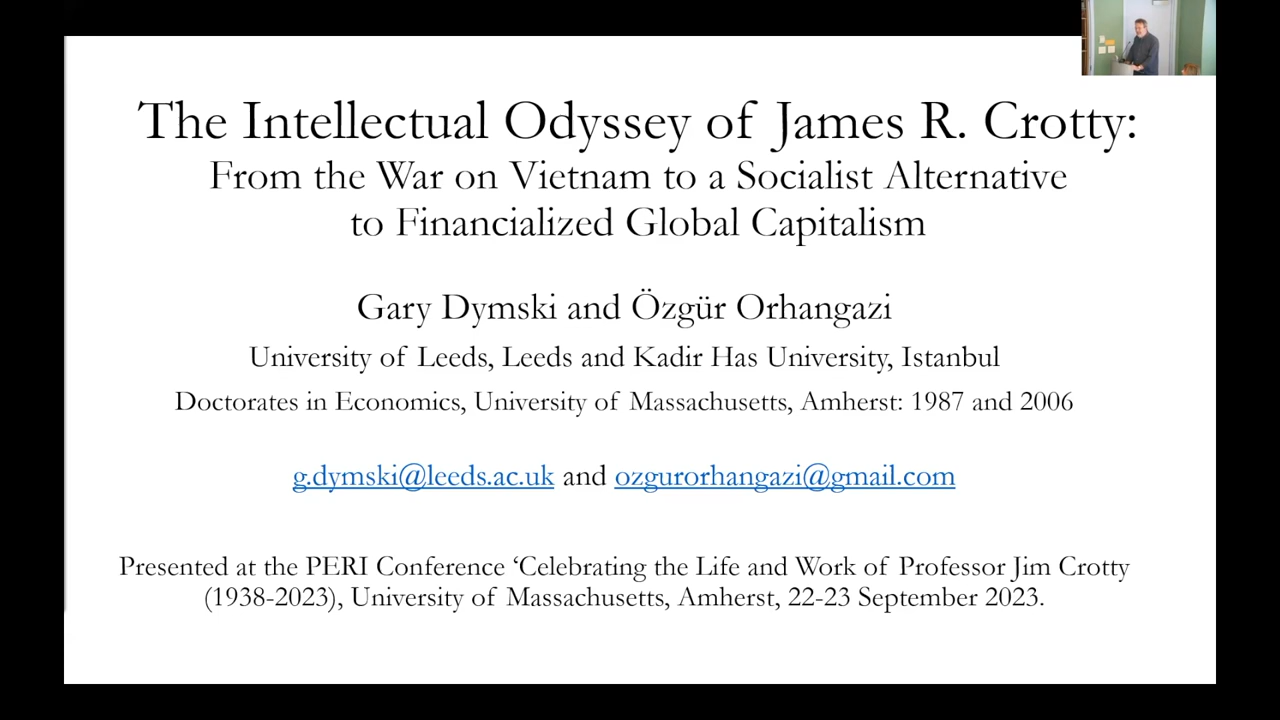 The Intellectual Odyssey of James R. Crotty:
From the War on Vietnam to a Socialist Alternative
to Financialized Global Capitalism
Gary Dymski and Özgür Orhangazi
University of Leeds, Leeds and Kadir Has University, Istanbul
Doctorates in Economics, University of Massachusetts, Amherst: 1987 and 2006
g.dymski@leeds.ac.uk and ozgurorhangazi@gmail.com
Presented at the PERI Conference ‘Celebrating the Life and Work of Professor Jim Crotty
(1938-2023), University of Massachusetts, Amherst, 22-23 September 2023.